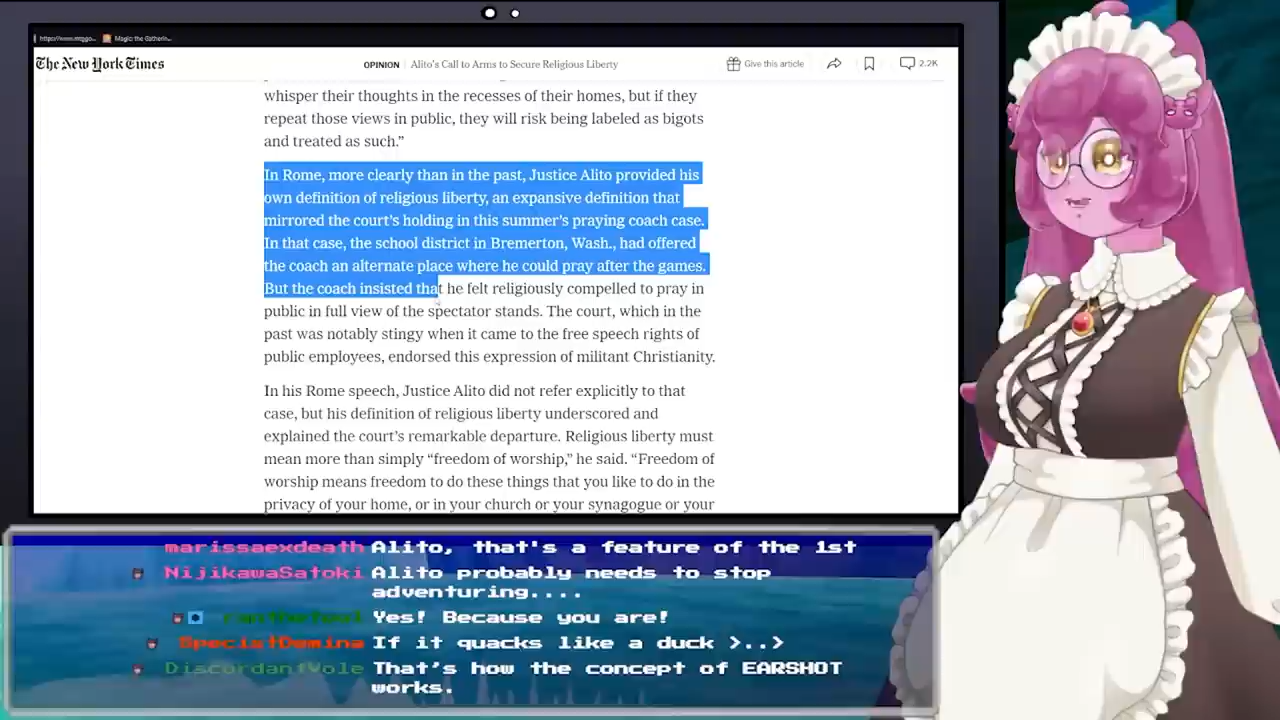 https://www.mtggo...
Magic: the Gatherin...
The New York Times
OPINION
Alito's Call to Arms to Secure Religious Liberty
Give this article
2.2K
whisper their thoughts in the recesses of their homes, but if they
repeat those views in public, they will risk being labeled as bigots
and treated as such.”
In Rome, more clearly than in the past, Justice Alito provided his
own definition of religious liberty, an expansive definition that
mirrored the court’s holding in this summer’s praying coach case.
In that case, the school district in Bremerton, Wash., had offered
the coach an alternate place where he could pray after the games.
But the coach insisted that he felt religiously compelled to pray in
public in full view of the spectator stands. The court, which in the
past was notably stingy when it came to the free speech rights of
public employees, endorsed this expression of militant Christianity.
In his Rome speech, Justice Alito did not refer explicitly to that
case, but his definition of religious liberty underscored and
explained the court’s remarkable departure. Religious liberty must
mean more than simply “freedom of worship,” he said. “Freedom of
worship means freedom to do these things that you like to do in the
privacy of your home, or in your church or your synagogue or your
marissaexdeath Alito, that's a feature of the 1st
NijikawaSatoki Alito probably needs to stop
adventuring....
Yes! Because you are!
SpecistDomina If it quacks like a duck >..>
DiscordantVole That's how the concept of EARSHOT
works.